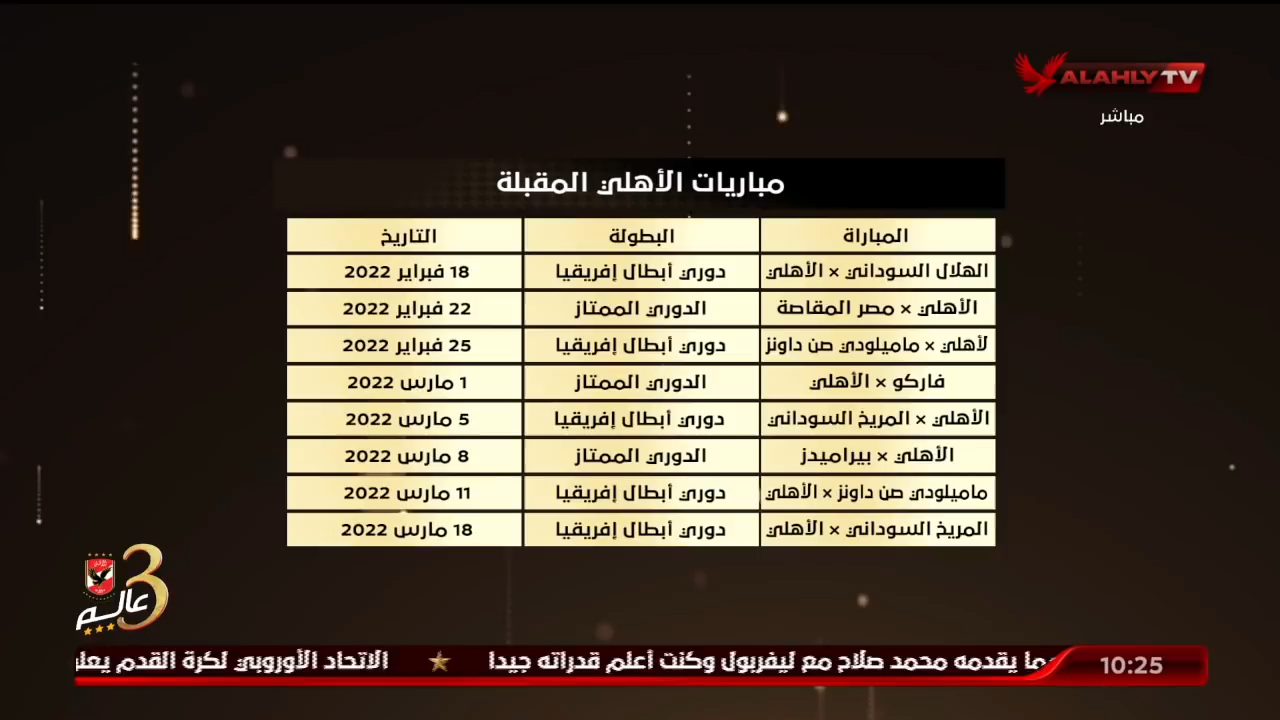 ALAHLY TV
مباشر
مباريات الأهلي المقبلة
المباراة البطولة التاريخ
الهلال السوداني × الأهلي دوري أبطال إفريقيا 18 فبراير 2022
الأهلي × مصر المقاصة الدوري الممتاز 22 فبراير 2022
لأهلي × ماميلودي صن داونز دوري أبطال إفريقيا 25 فبراير 2022
فاركو × الأهلي الدوري الممتاز 1 مارس 2022
الأهلي × المريخ السوداني دوري أبطال إفريقيا 5 مارس 2022
الأهلي × بيراميدز الدوري الممتاز 8 مارس 2022
ماميلودي صن داونز × الأهلي دوري أبطال إفريقيا 11 مارس 2022
المريخ السوداني × الأهلي دوري أبطال إفريقيا 18 مارس 2022
3 عالم
10:25 يقدمه محمد صلاح مع ليفربول وكنت أعلم قدراته جيدا الاتحاد الأوروبي لكرة القدم